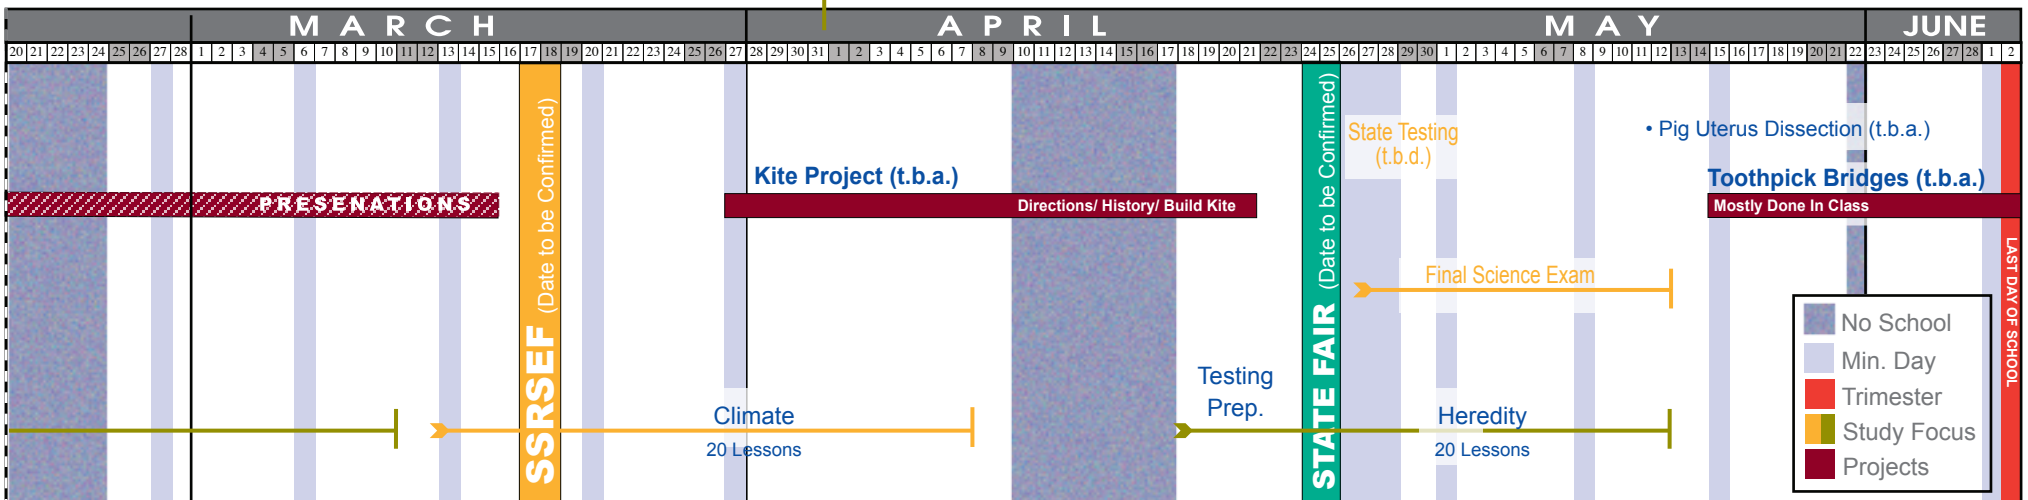 MARCH APRIL MAY JUNE
20 21 22 23 24 25 26 27 28 1 2 3 4 5 6 7 8 9 10 11 12 13 14 15 16 17 18 19 20 21 22 23 24 25 26 27 28 29 30 31 1 2 3 4 5 6 7 8 9 10 11 12 13 14 15 16 17 18 19 20 21 22 23 24 25 26 27 28 29 30 1 2 3 4 5 6 7 8 9 10 11 12 13 14 15 16 17 18 19 20 21 22 23 24 25 26 27 28 1 2
PRESENATIONS
SSRSEF (Date to be Confirmed)
Kite Project (t.b.a.)
Directions/ History/ Build Kite
STATE FAIR (Date to be Confirmed)
State Testing
(t.b.d.)
• Pig Uterus Dissection (t.b.a.)
Toothpick Bridges (t.b.a.)
Mostly Done In Class
LAST DAY OF SCHOOL
Final Science Exam
Climate
20 Lessons
Testing
Prep.
Heredity
20 Lessons
No School
Min. Day
Trimester
Study Focus
Projects